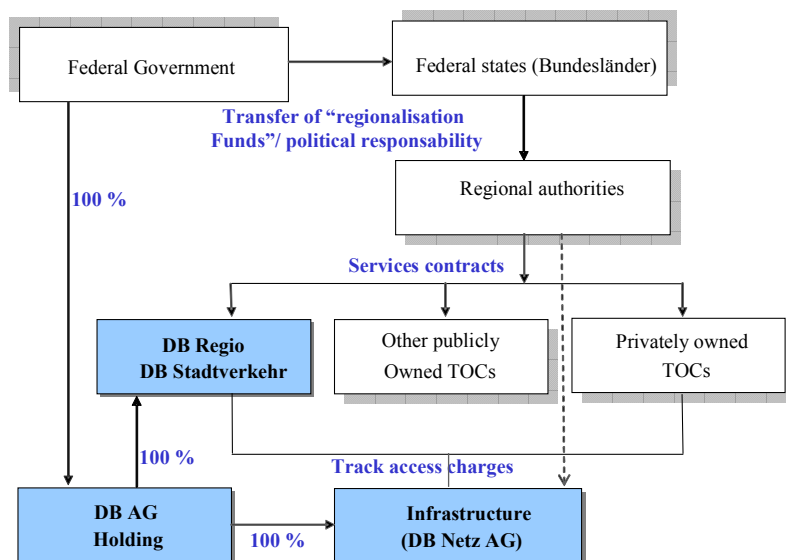 Federal Government
Federal states (Bundesländer)
Transfer of “regionalisation
Funds”/ political responsability
Regional authorities
100 %
Services contracts
DB Regio
DB Stadtverkehr
Other publicly
Owned TOCs
Privately owned
TOCs
100 %
Track access charges
DB AG
Holding
100 %
Infrastructure
(DB Netz AG)